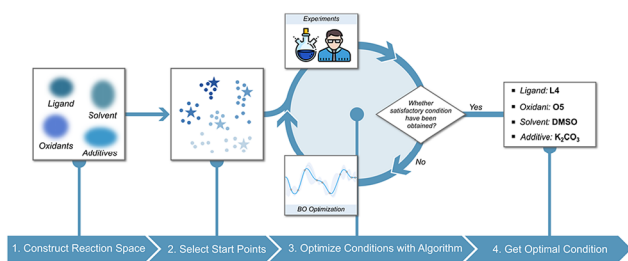 Experiments
Ligand
Solvent
Oxidants
Additives
Whether
satisfactory condition
have been
obtained?
Yes
No
BO Optimization
▪ Ligand: L4
▪ Oxidant: O5
▪ Solvent: DMSO
▪ Additive: K₂CO₃
1. Construct Reaction Space
2. Select Start Points
3. Optimize Conditions with Algorithm
4. Get Optimal Condition